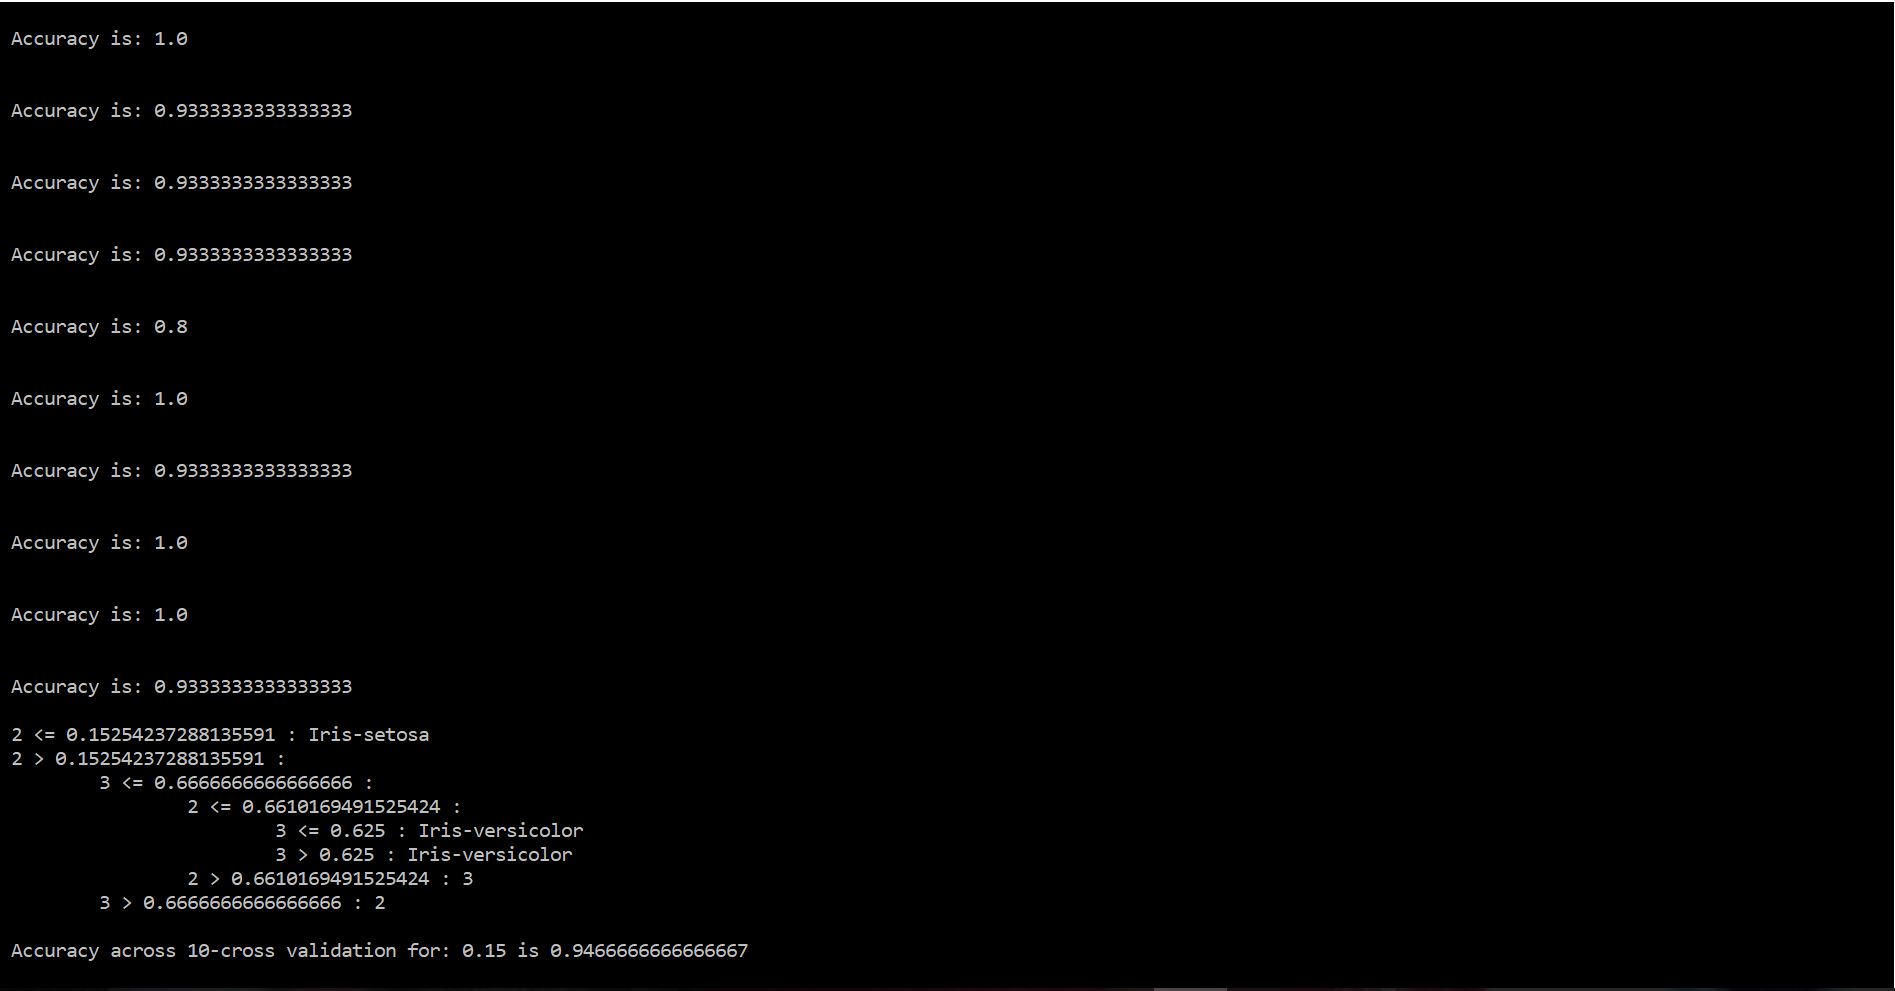 Accuracy is: 1.0
Accuracy is: 0.9333333333333333
Accuracy is: 0.9333333333333333
Accuracy is: 0.9333333333333333
Accuracy is: 0.8
Accuracy is: 1.0
Accuracy is: 0.9333333333333333
Accuracy is: 1.0
Accuracy is: 1.0
Accuracy is: 0.9333333333333333
2 <= 0.15254237288135591 : Iris-setosa
2 > 0.15254237288135591 :
3 <= 0.6666666666666666 :
2 <= 0.6610169491525424 :
3 <= 0.625 : Iris-versicolor
3 > 0.625 : Iris-versicolor
2 > 0.6610169491525424 : 3
3 > 0.6666666666666666 : 2
Accuracy across 10-cross validation for: 0.15 is 0.9466666666666667